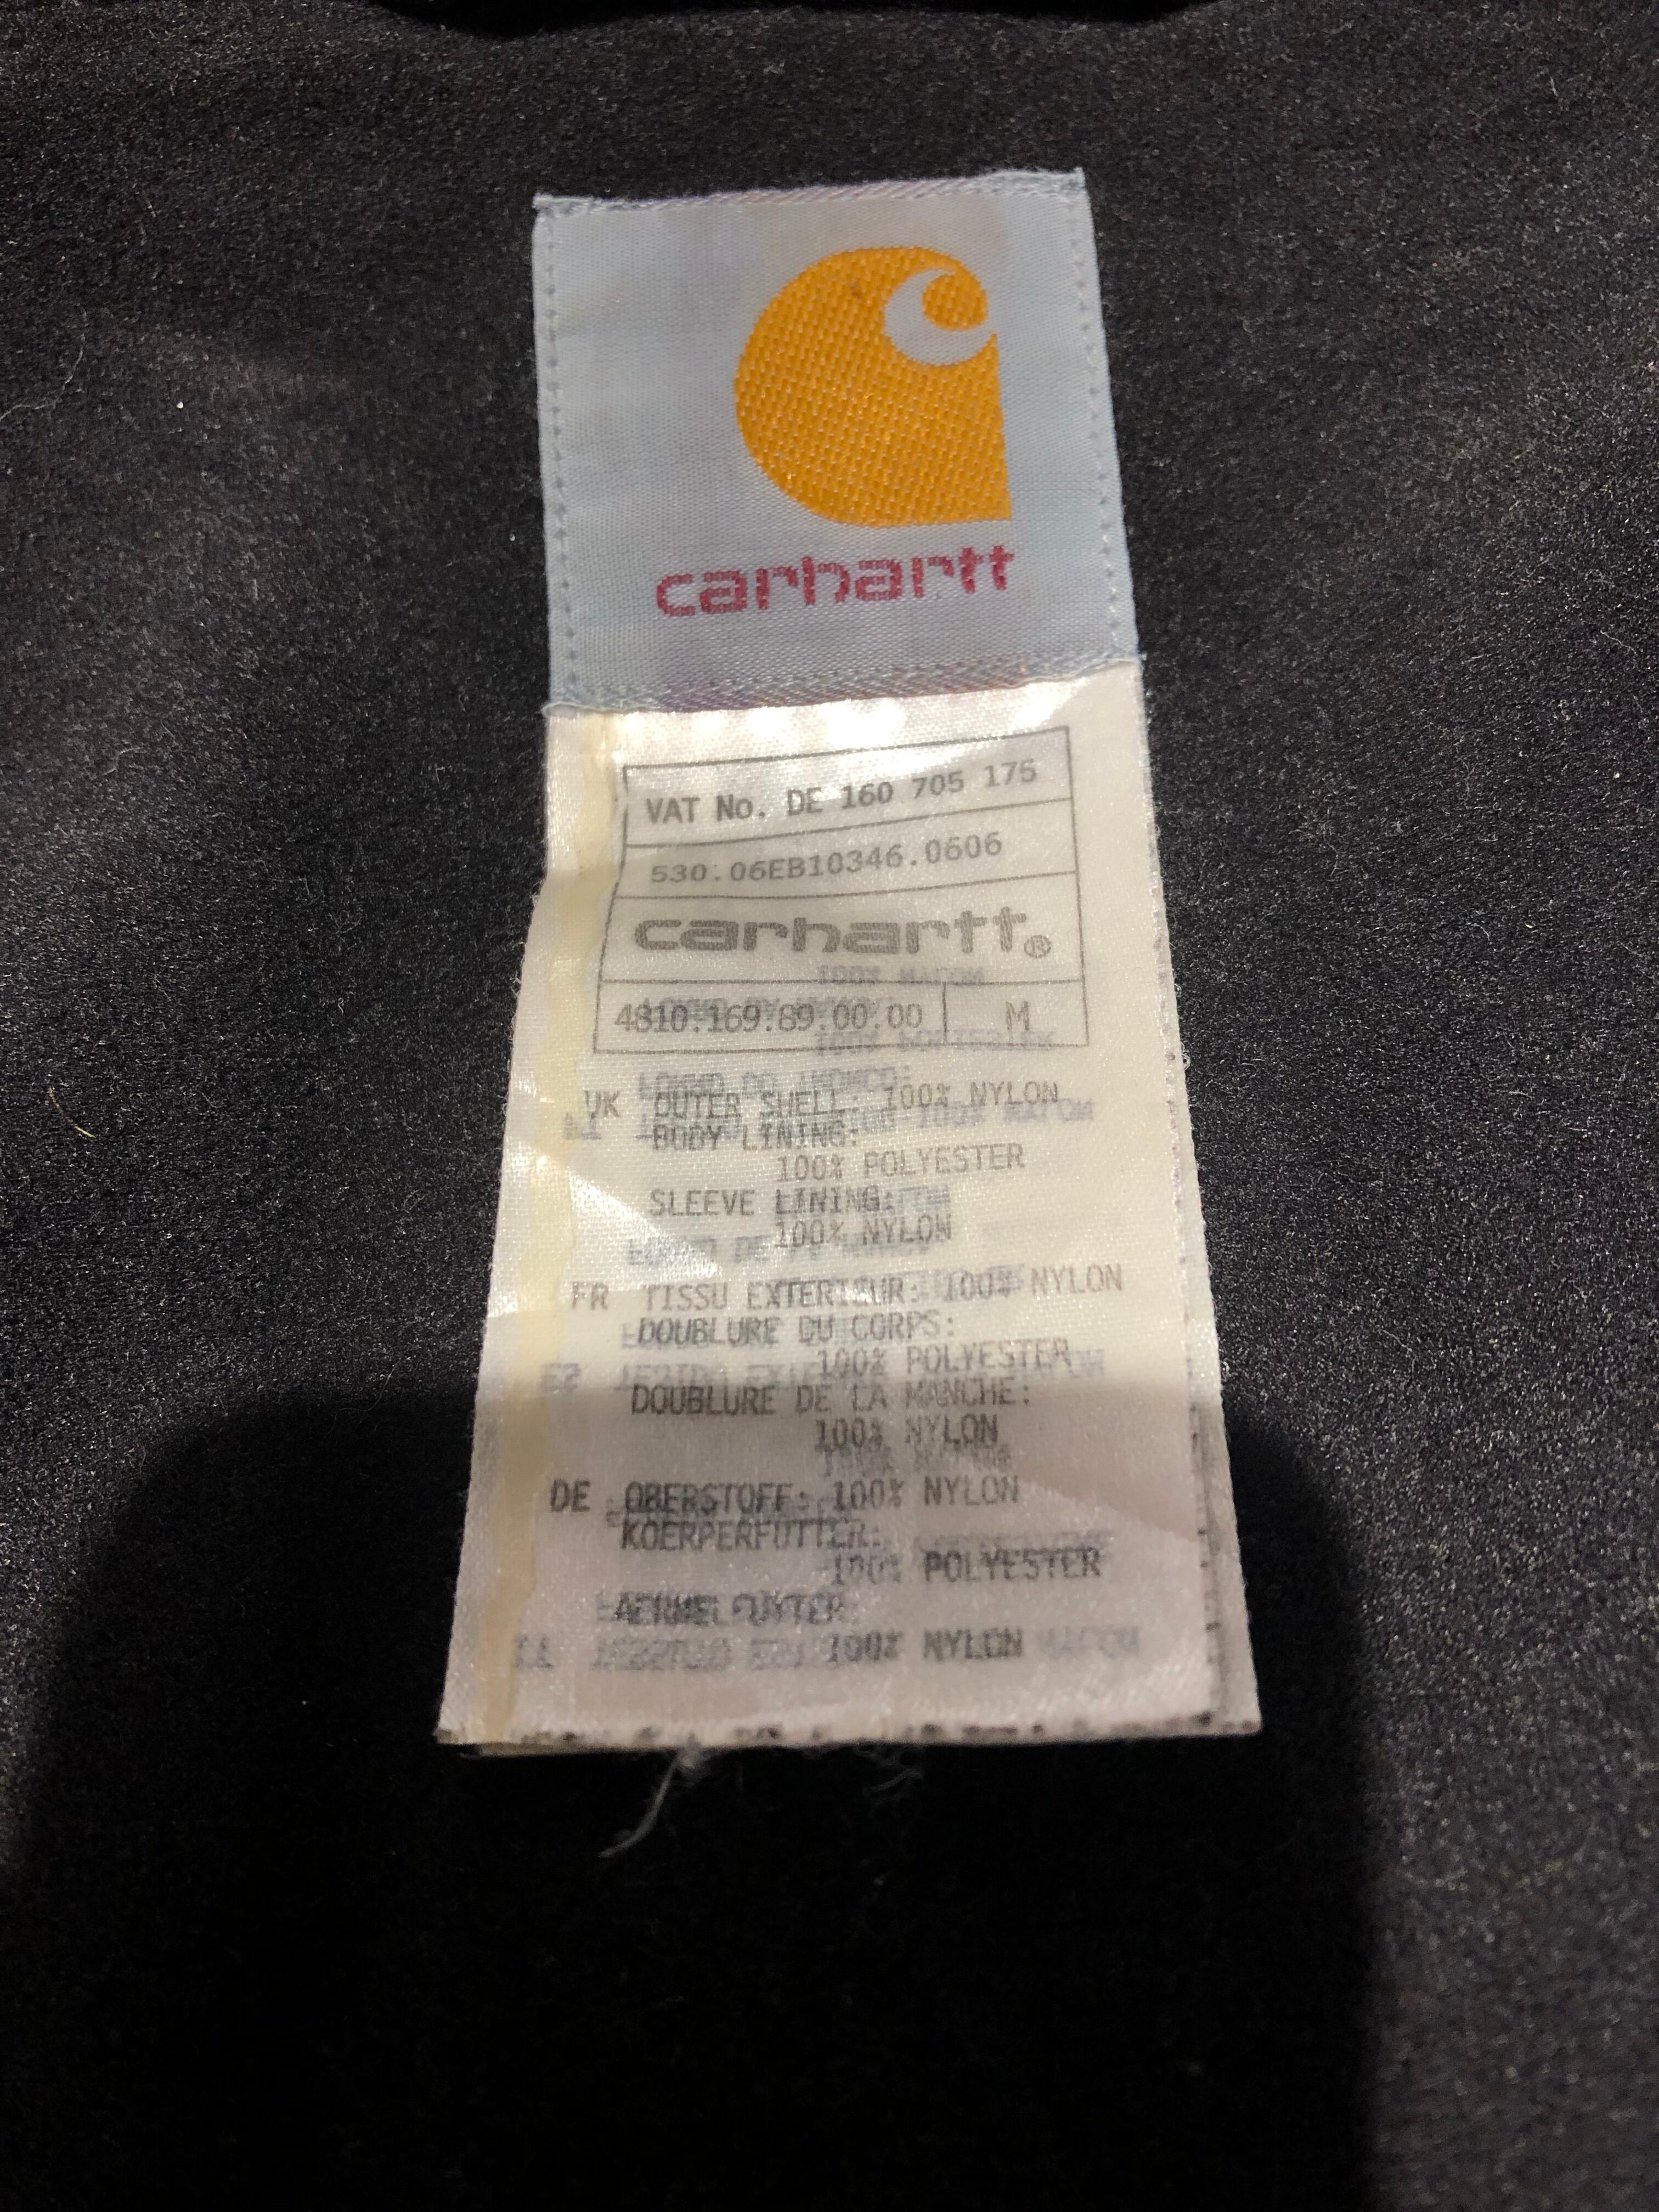 carhartt
VAT No. DE 160 705 175
530.06EB10346.0606
carhartt®
4810.169.89.00.00 M
UK OUTER SHELL: 100% NYLON
BODY LINING:
100% POLYESTER
SLEEVE LINING:
100% NYLON
FR TISSU EXTERIEUR: 100% NYLON
DOUBLURE DU CORPS:
100% POLYESTER
DOUBLURE DE LA MANCHE:
100% NYLON
DE OBERSTOFF: 100% NYLON
KOERPERFUTTER:
100% POLYESTER
AERMELFUTTER:
100% NYLON